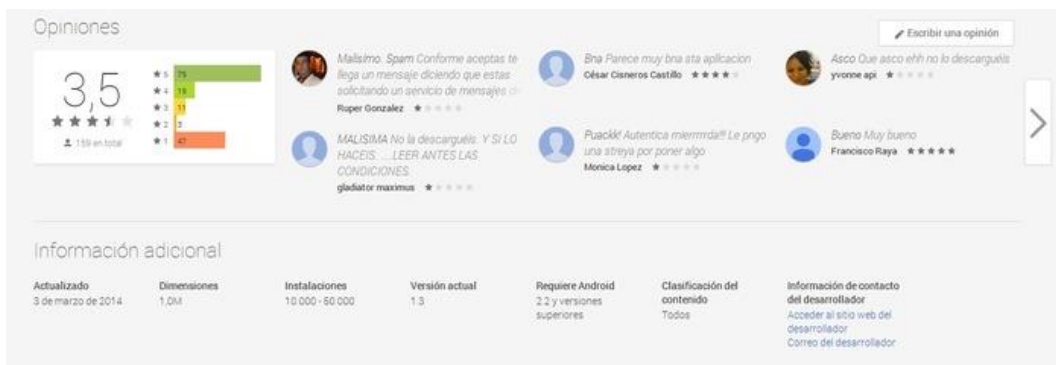 Opiniones
Escribir una opinión
3,5
159 en total
5 79
4 19
3 11
2 3
1 47
Malísimo. Spam Conforme aceptas te
llega un mensaje diciendo que estas
solicitando un servicio de mensajes
Ruper Gonzalez
Bna Parece muy bna sta aplicacion
César Cisneros Castillo
Asco Que asco ehh no lo descarguéis
yvonne api
MALISIMA No la descarguéis. Y SI LO
HACEIS. ....LEER ANTES LAS
CONDICIONES.
gladiator maximus
Puackk! Autentica mierrmrda!!! Le pngo
una streya por poner algo
Monica Lopez
Bueno Muy bueno
Francisco Raya
Información adicional
Actualizado
3 de marzo de 2014
Dimensiones
1,0M
Instalaciones
10.000 - 50.000
Versión actual
1.3
Requiere Android
2.2 y versiones
superiores
Clasificación del
contenido
Todos
Información de contacto
del desarrollador
Acceder al sitio web del
desarrollador
Correo del desarrollador